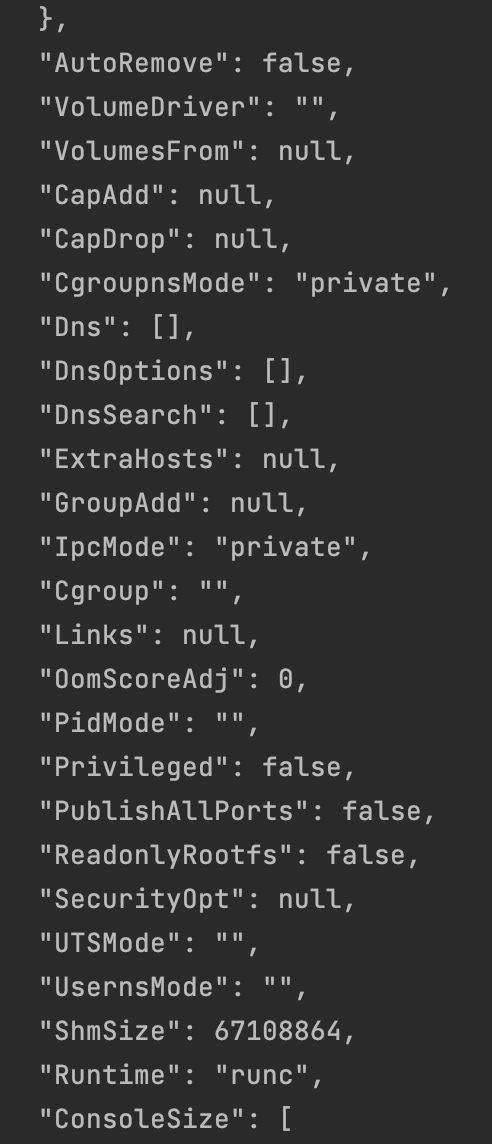 },
"AutoRemove": false,
"VolumeDriver": "",
"VolumesFrom": null,
"CapAdd": null,
"CapDrop": null,
"CgroupnsMode": "private",
"Dns": [],
"DnsOptions": [],
"DnsSearch": [],
"ExtraHosts": null,
"GroupAdd": null,
"IpcMode": "private",
"Cgroup": "",
"Links": null,
"OomScoreAdj": 0,
"PidMode": "",
"Privileged": false,
"PublishAllPorts": false,
"ReadonlyRootfs": false,
"SecurityOpt": null,
"UTSMode": "",
"UsernsMode": "",
"ShmSize": 67108864,
"Runtime": "runc",
"ConsoleSize": [